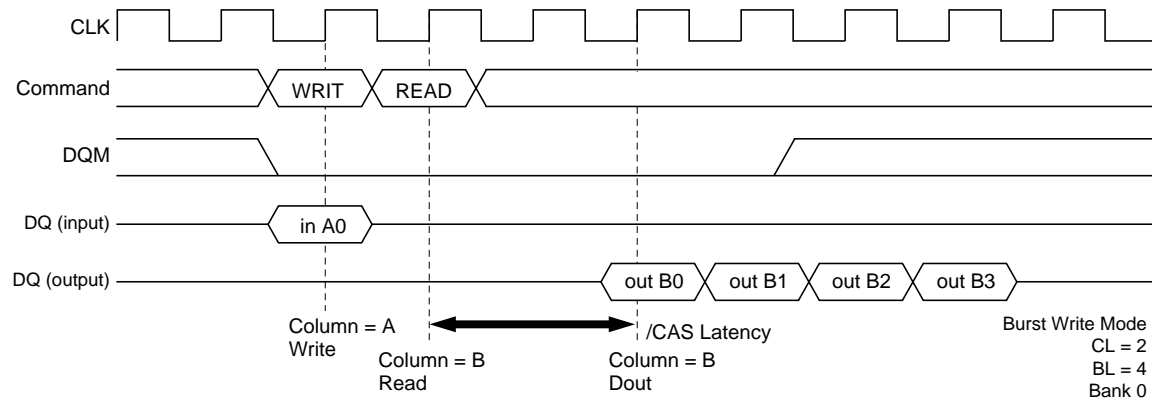 CLK
Command
WRIT
READ
DQM
DQ (input)
in A0
DQ (output)
out B0
out B1
out B2
out B3
Column = A
Write
Column = B
Read
/CAS Latency
Column = B
Dout
Burst Write Mode
CL = 2
BL = 4
Bank 0